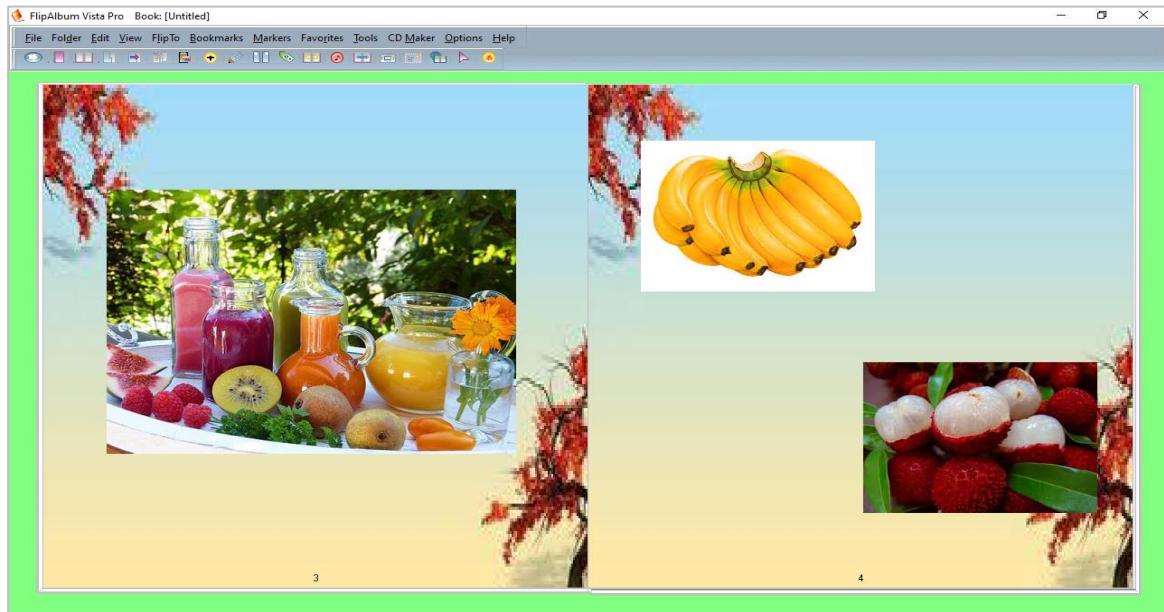 FlipAlbum Vista Pro Book: [Untitled]
File Folder Edit View FlipTo Bookmarks Markers Favorites Tools CD Maker Options Help
3
4